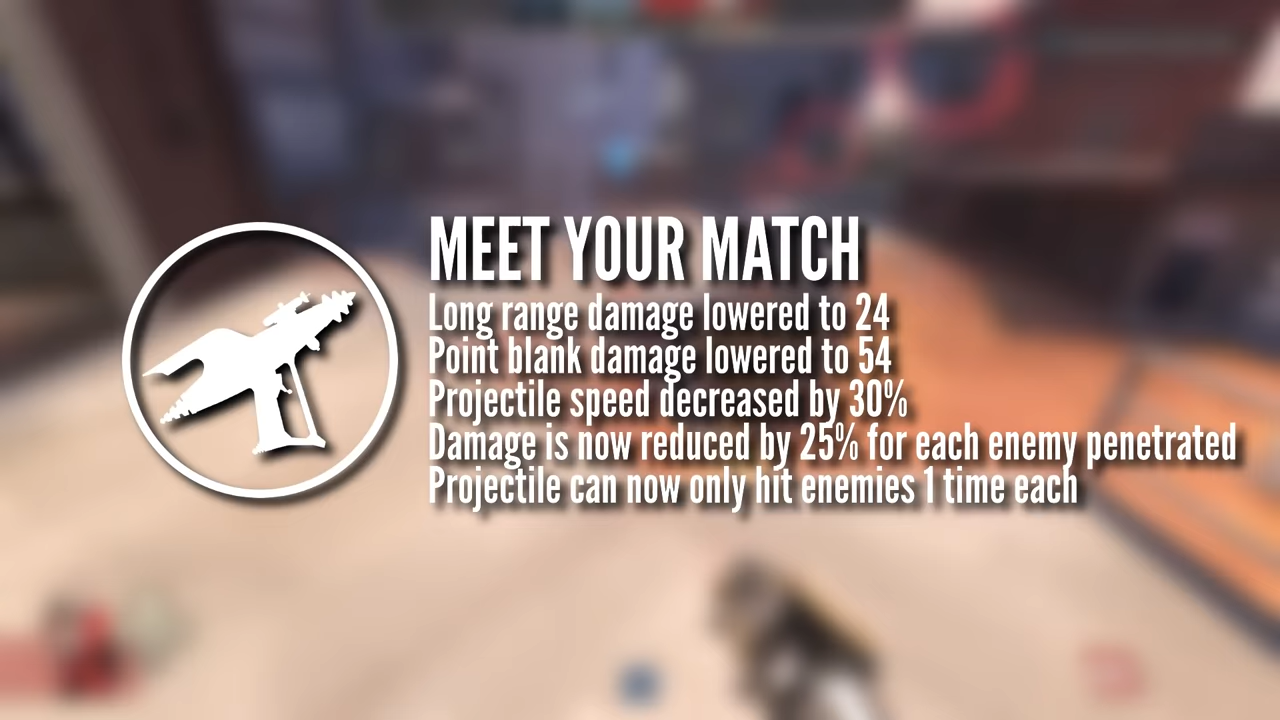 MEET YOUR MATCH
Long range damage lowered to 24
Point blank damage lowered to 54
Projectile speed decreased by 30%
Damage is now reduced by 25% for each enemy penetrated
Projectile can now only hit enemies 1 time each